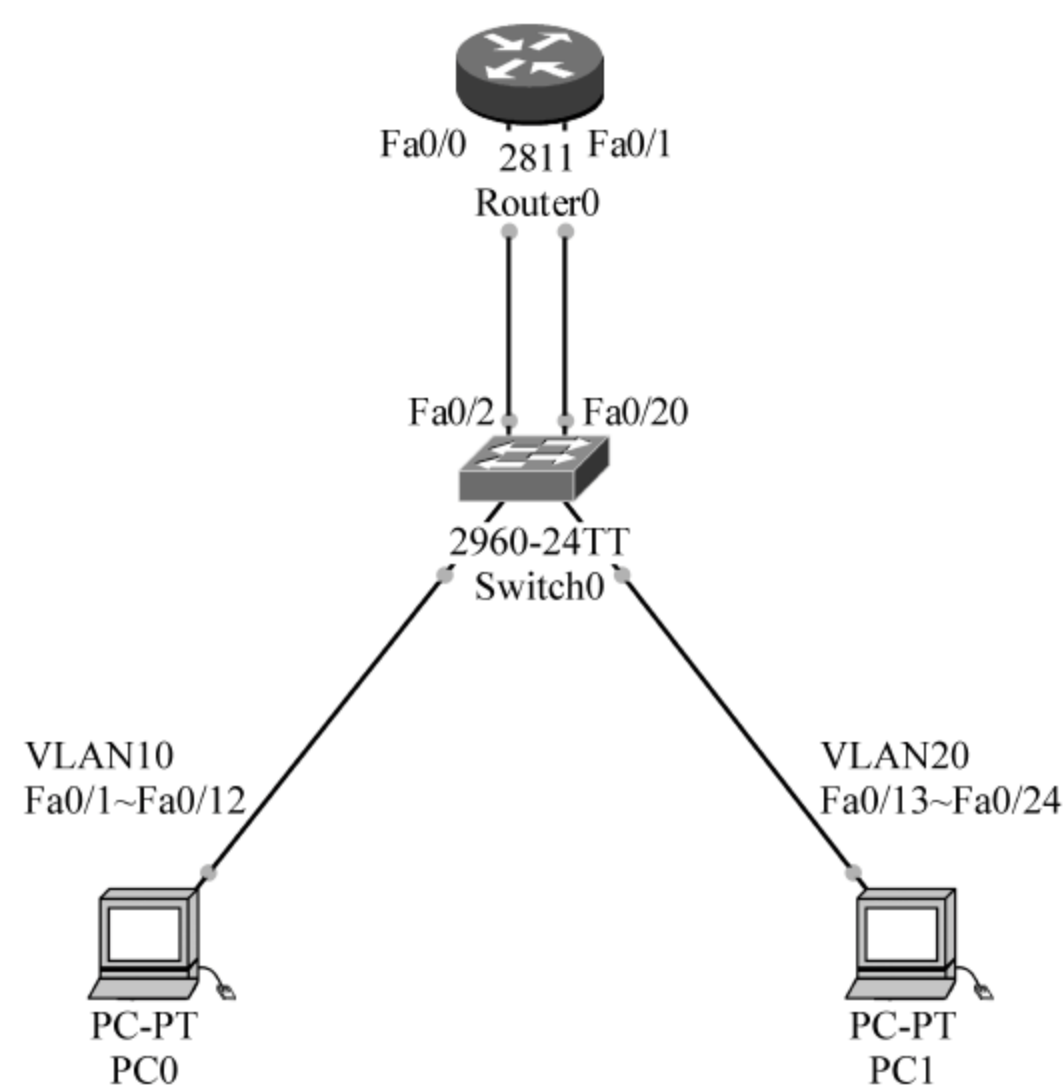 Fa0/0
Fa0/1
2811
Router0
Fa0/2
Fa0/20
2960-24TT
Switch0
VLAN10
Fa0/1~Fa0/12
VLAN20
Fa0/13~Fa0/24
PC-PT
PC0
PC-PT
PC1